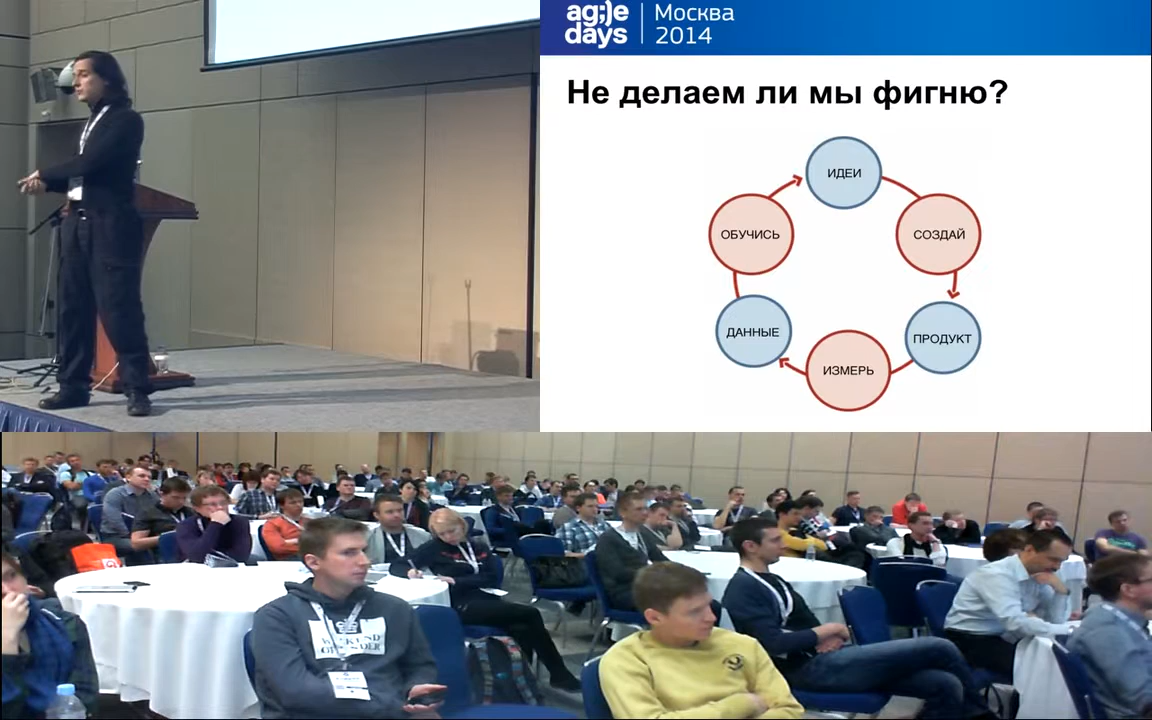 ag;)e
days
Москва
2014
Не делаем ли мы фигню?
ИДЕИ
СОЗДАЙ
ПРОДУКТ
ИЗМЕРЬ
ДАННЫЕ
ОБУЧИСЬ